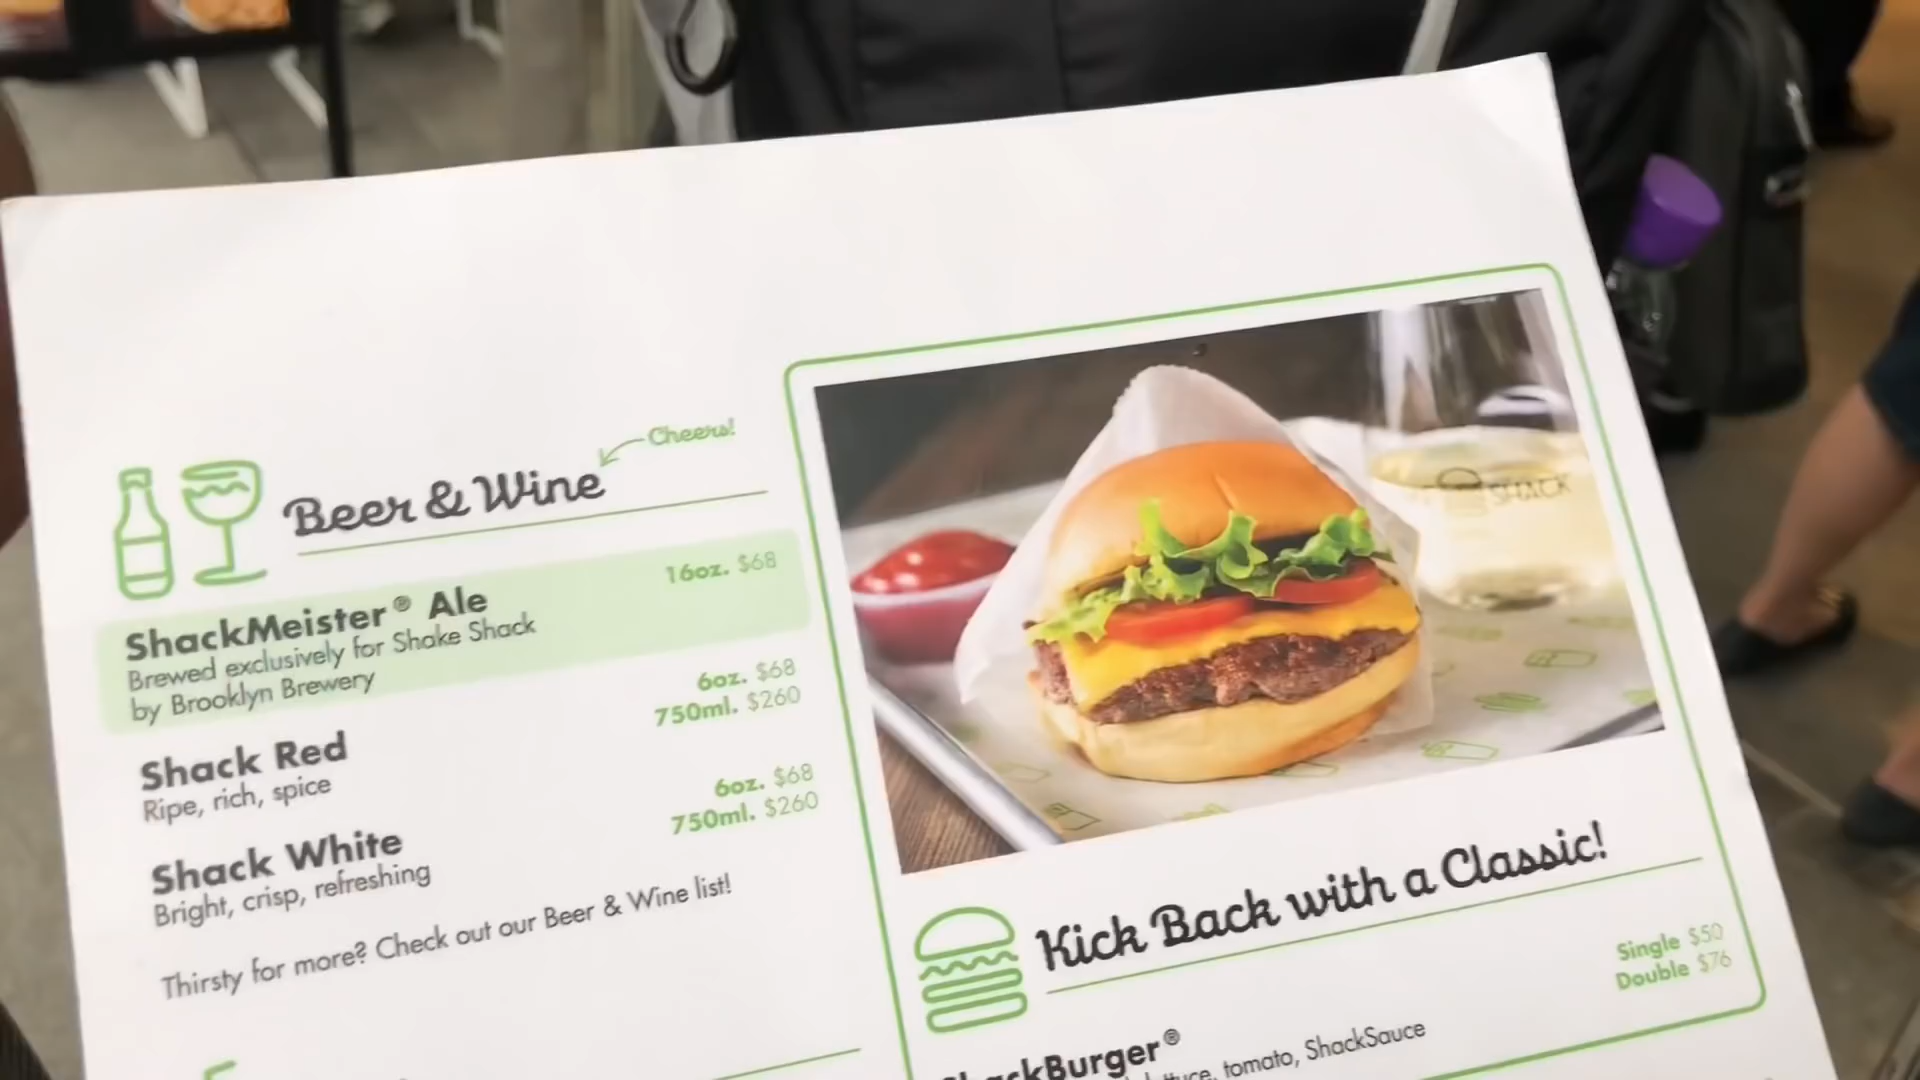 Cheers!
Beer & Wine
ShackMeister® Ale
16oz. $68
Brewed exclusively for Shake Shack
by Brooklyn Brewery
Shack Red
6oz. $68
750ml. $260
Ripe, rich, spice
Shack White
6oz. $68
750ml. $260
Bright, crisp, refreshing
Thirsty for more? Check out our Beer & Wine list!
SHACK
Kick Back with a Classic!
Single $50
Double $76
ShackBurger®
tomato, ShackSauce